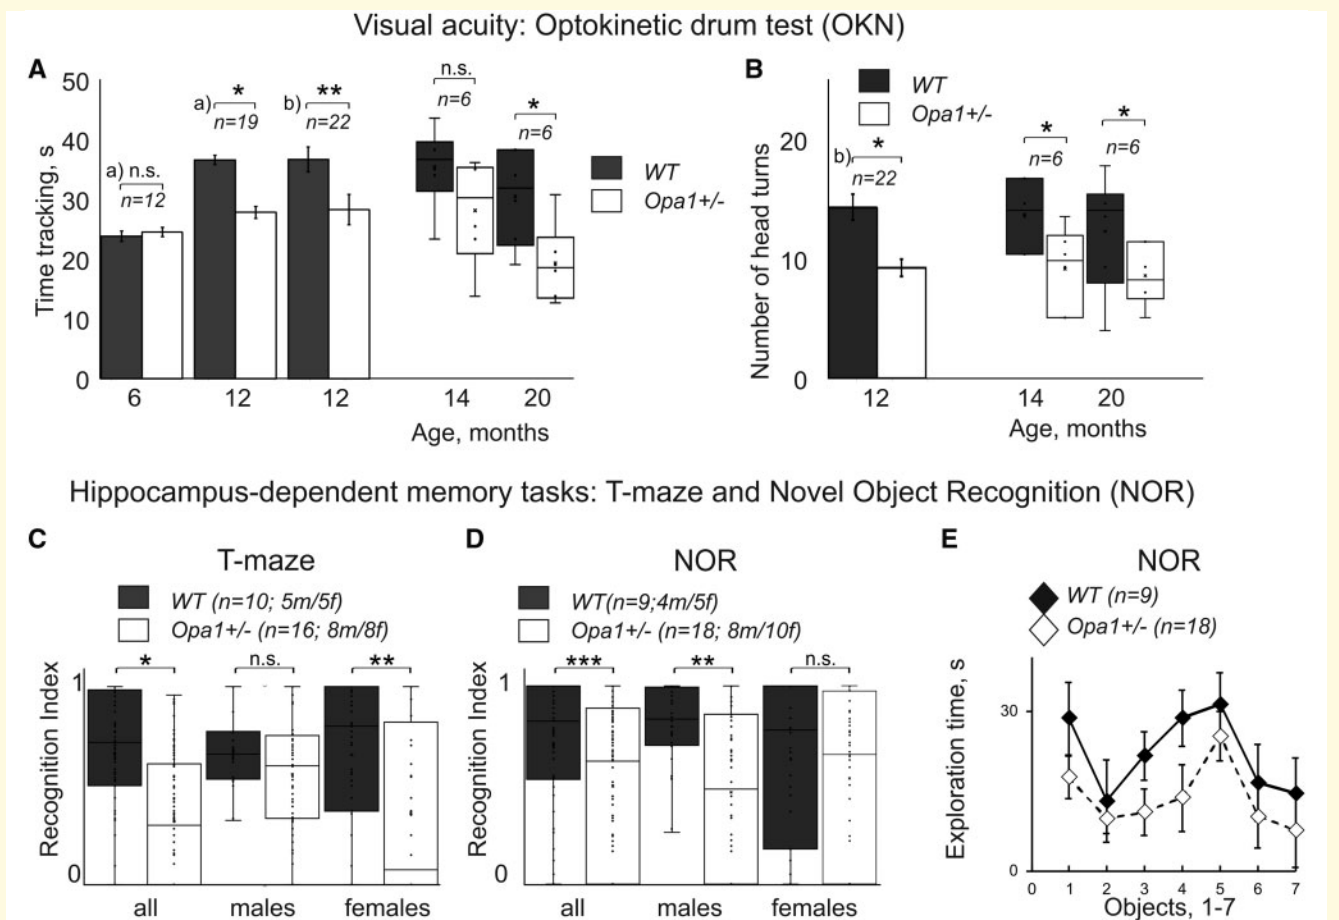 Visual acuity: Optokinetic drum test (OKN)
A
Time tracking, s
50
40
30
20
10
0
a) n.s.
n=12
a) *
n=19
b) **
n=22
n.s.
n=6
*
n=6
WT
Opa1+/-
6
12
12
14
20
Age, months
B
Number of head turns
20
10
0
WT
Opa1+/-
b) *
n=22
*
n=6
*
n=6
12
14
20
Age, months
Hippocampus-dependent memory tasks: T-maze and Novel Object Recognition (NOR)
C
T-maze
WT (n=10; 5m/5f)
Opa1+/- (n=16; 8m/8f)
Recognition Index
1
0
*
n.s.
**
all
males
females
D
NOR
WT(n=9;4m/5f)
Opa1+/- (n=18; 8m/10f)
Recognition Index
1
0
***
**
n.s.
all
males
females
E
NOR
WT (n=9)
Opa1+/- (n=18)
Exploration time, s
30
0
0 1 2 3 4 5 6 7
Objects, 1-7